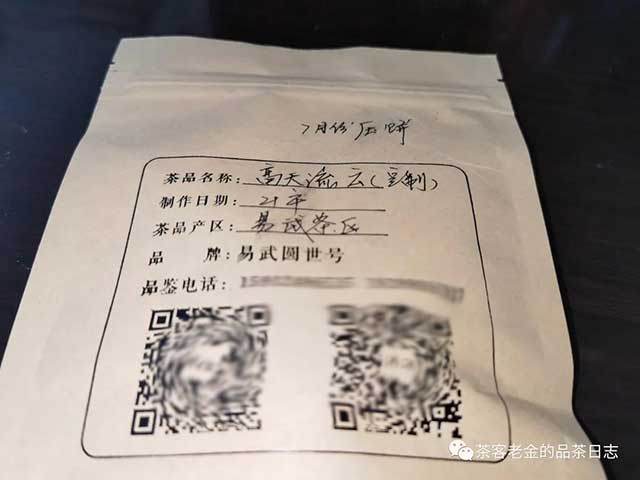 7月份压饼
茶品名称：高天流云(定制)
制作日期：21年
茶品产区：易武茶区
品　牌：易武圆世号
品鉴电话：
茶客老金的品茶日志